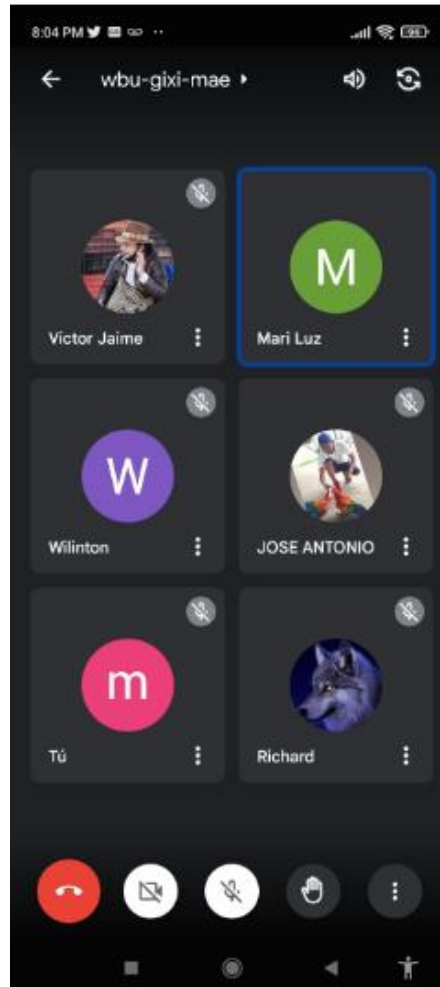 8:04 PM
wbu-gixi-mae
Victor Jaime
M
Mari Luz
W
Wilinton
JOSE ANTONIO
m
Tú
Richard